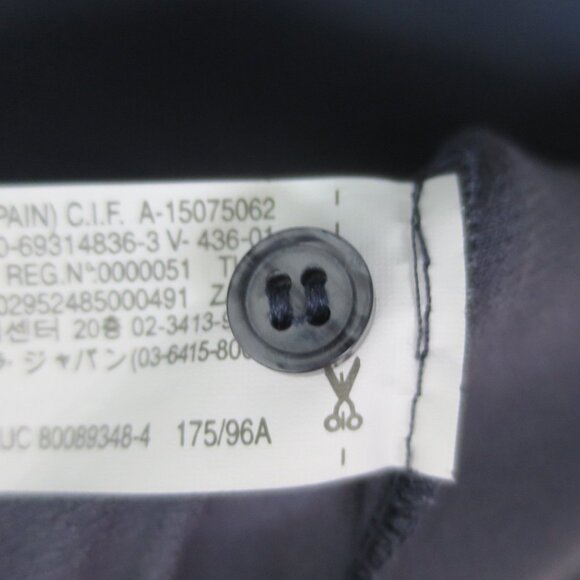 PAIN) C.I.F. A-15075062
-69314836-3 V- 436-01
REG.Nº:0000051
02952485000491 Z
센터 20층 02-3413-
ジャパン (03-6415-80
UC 80089348-4 175/96A